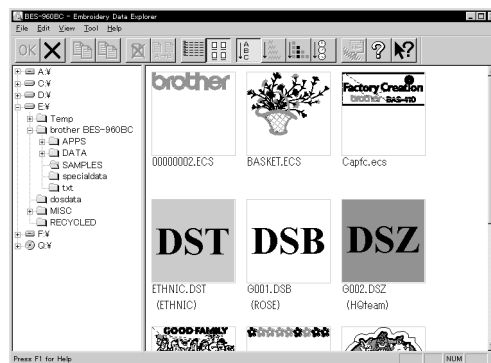 BES-960BC - Embroidery Data Explorer
File Edit View Tool Help
OK
A:¥
C:¥
D:¥
E:¥
Temp
brother BES-960BC
APPS
DATA
SAMPLES
specialdata
txt
dosdata
MISC
RECYCLED
F:¥
Q:¥
brother
Factory Creation
brother BAS-410
00000002.ECS BASKET.ECS Capfc.ecs
DST DSB DSZ
ETHNIC.DST G001.DSB G002.DSZ
(ETHNIC) (ROSE) (HQteam)
GOOD FAMILY
Press F1 for Help
NUM